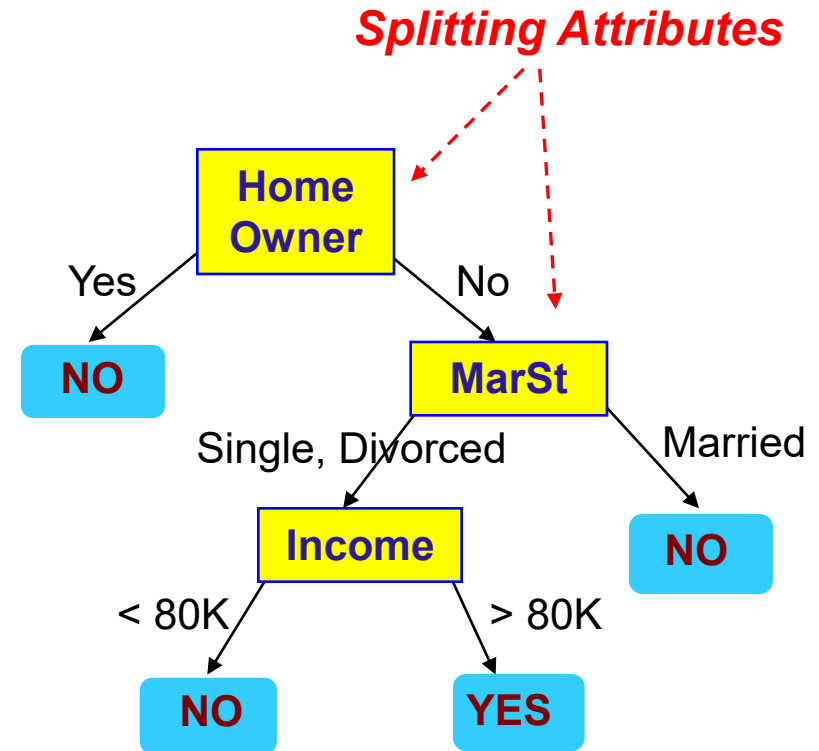 Splitting Attributes
Home
Owner
Yes
No
NO
MarSt
Single, Divorced
Married
Income
NO
< 80K
> 80K
NO
YES